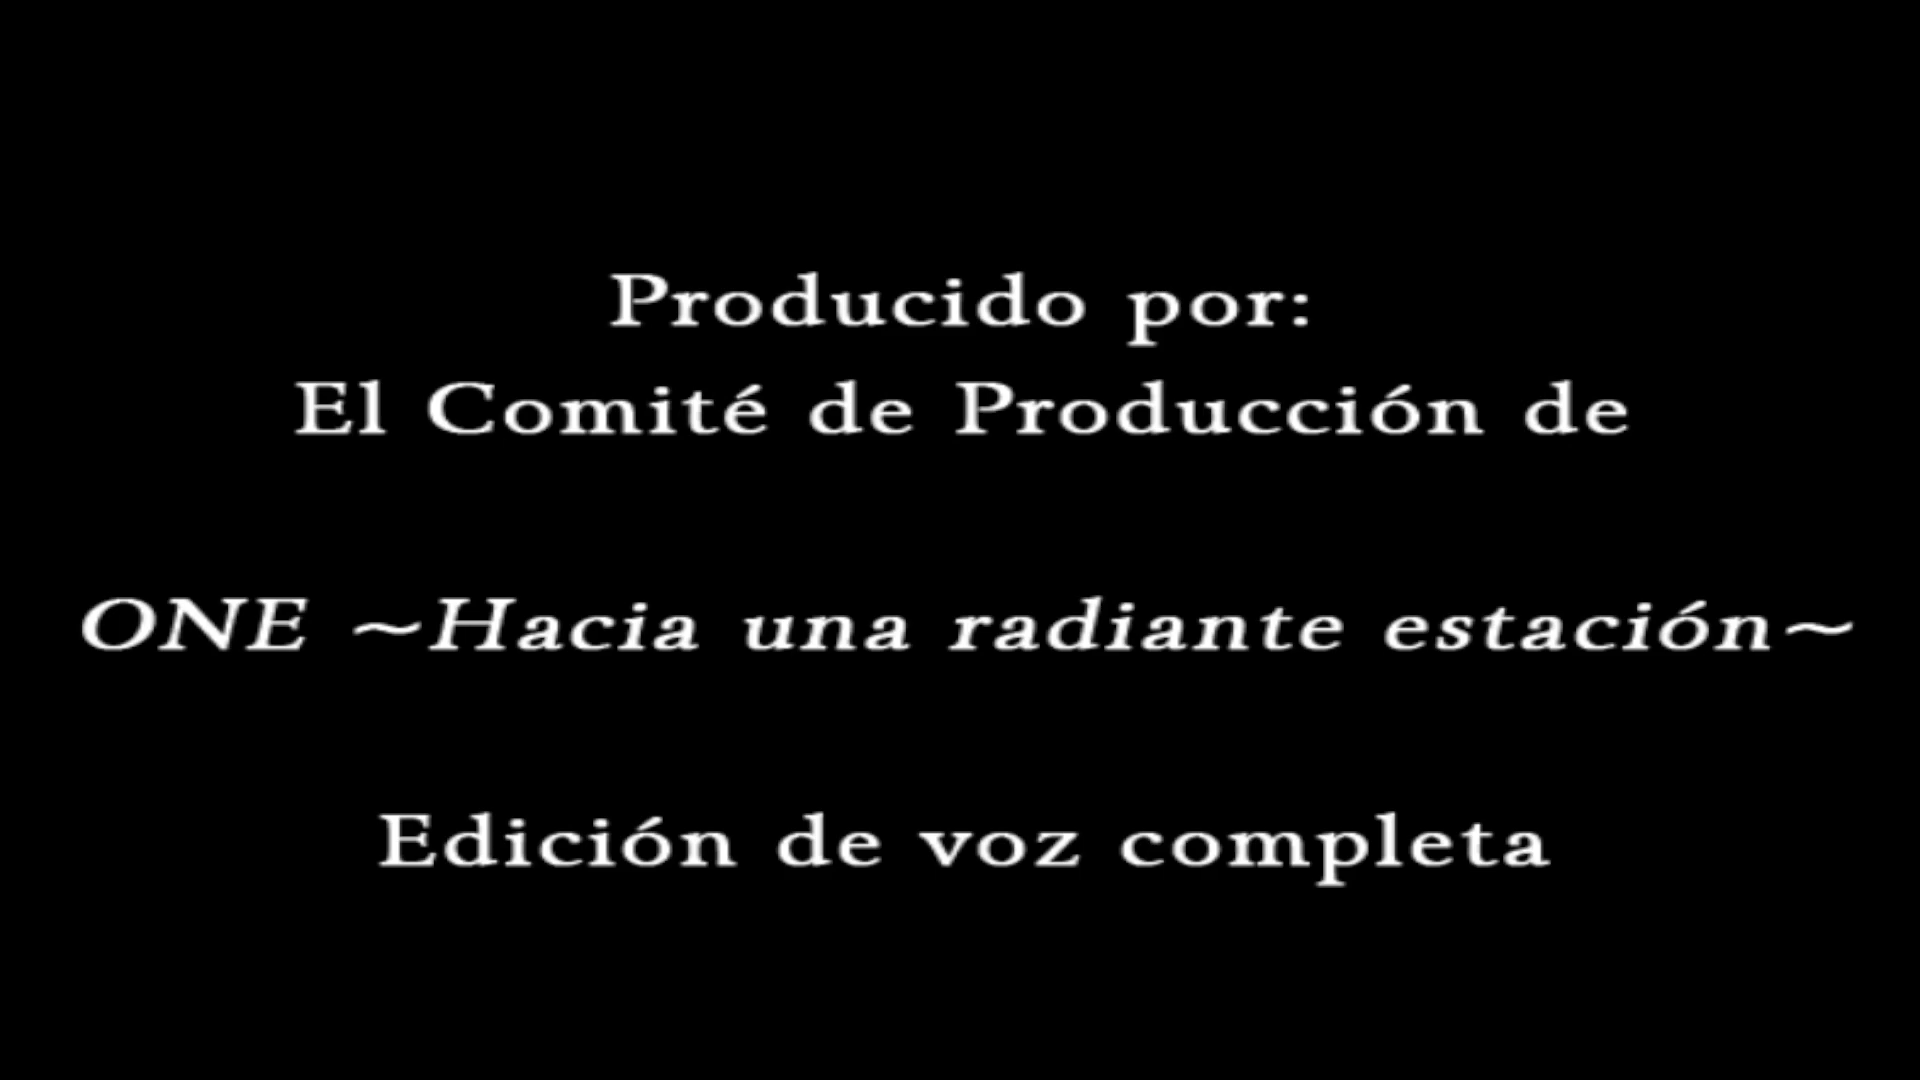 Producido por:
El Comité de Producción de
ONE ~Hacia una radiante estación~
Edición de voz completa